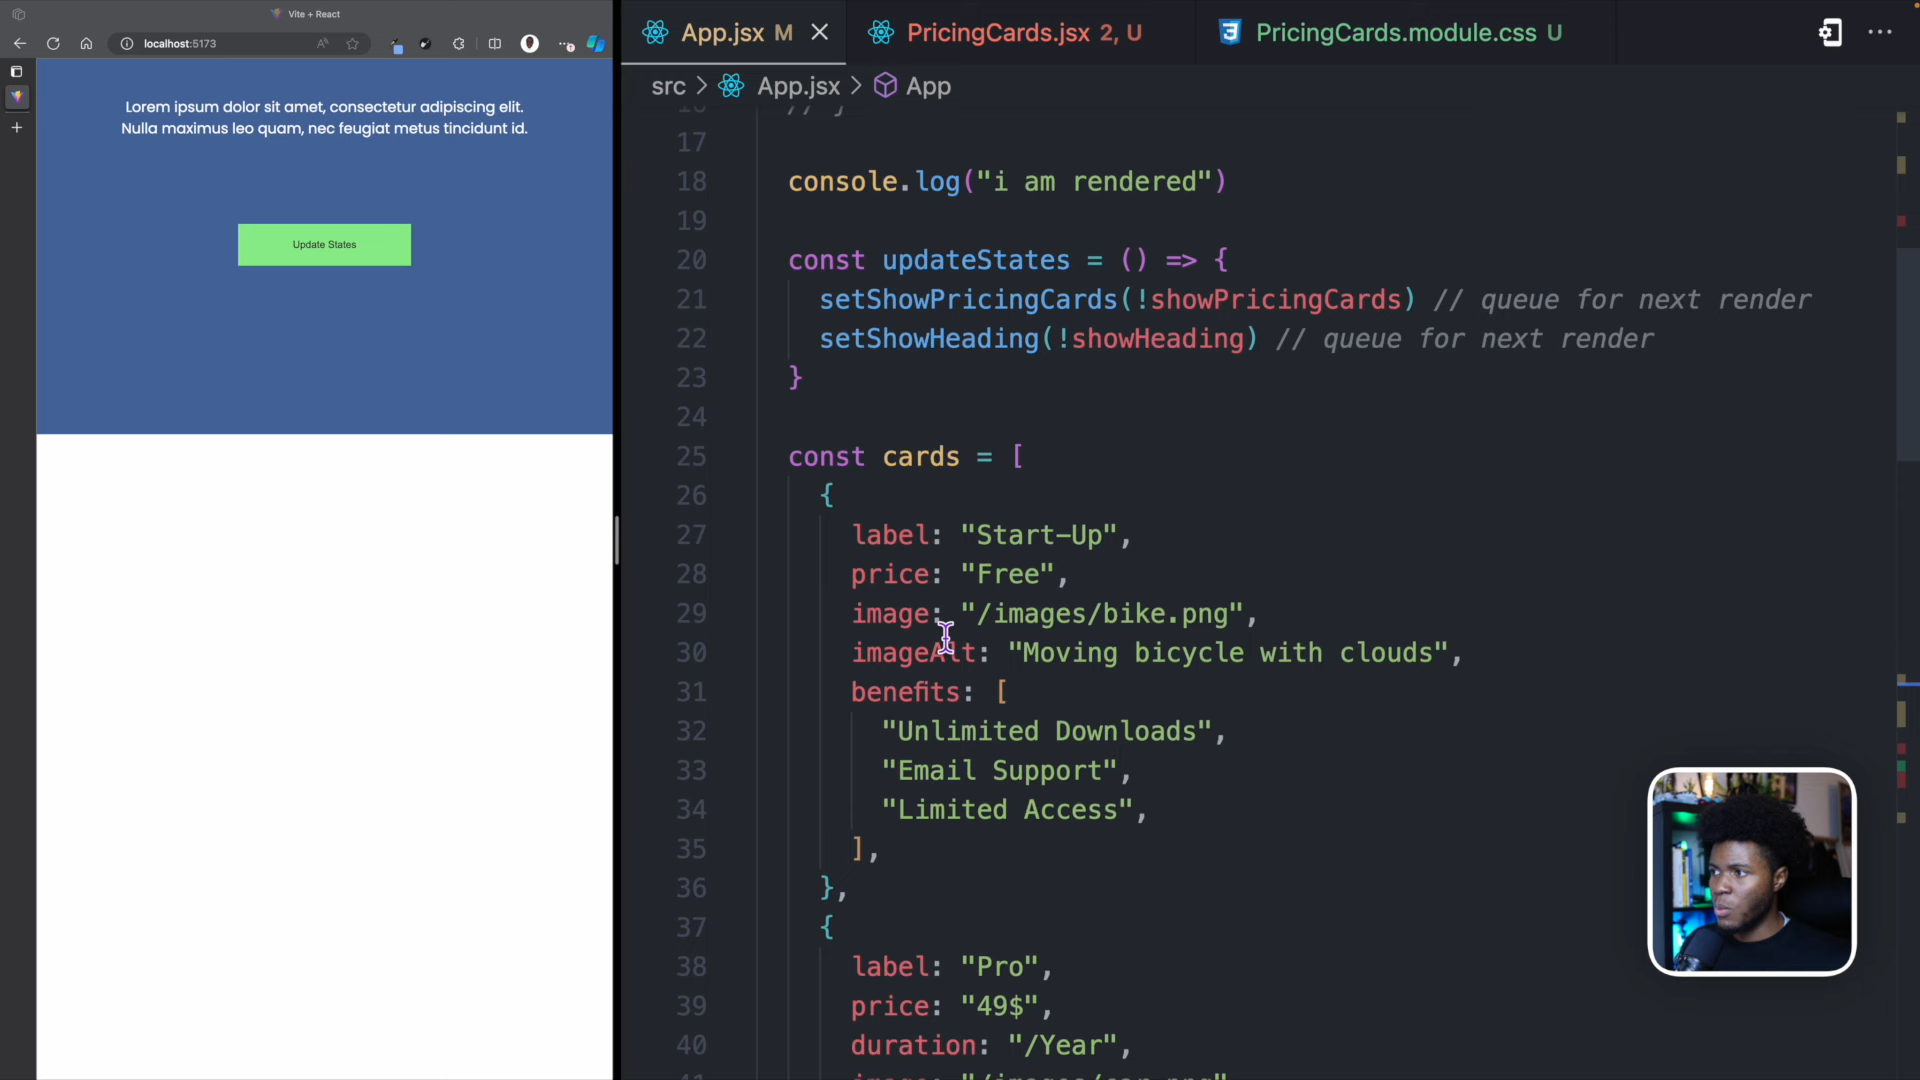 Vite + React
localhost:5173
Lorem ipsum dolor sit amet, consectetur adipiscing elit.
Nulla maximus leo quam, nec feugiat metus tincidunt id.
Update States
App.jsx M
PricingCards.jsx 2, U
PricingCards.module.css U
src > App.jsx > App
17
18 console.log("i am rendered")
19
20 const updateStates = () => {
21 setShowPricingCards(!showPricingCards) // queue for next render
22 setShowHeading(!showHeading) // queue for next render
23 }
24
25 const cards = [
26 {
27 label: "Start-Up",
28 price: "Free",
29 image: "/images/bike.png",
30 imageAlt: "Moving bicycle with clouds",
31 benefits: [
32 "Unlimited Downloads",
33 "Email Support",
34 "Limited Access",
35 ],
36 },
37 {
38 label: "Pro",
39 price: "49$",
40 duration: "/Year",